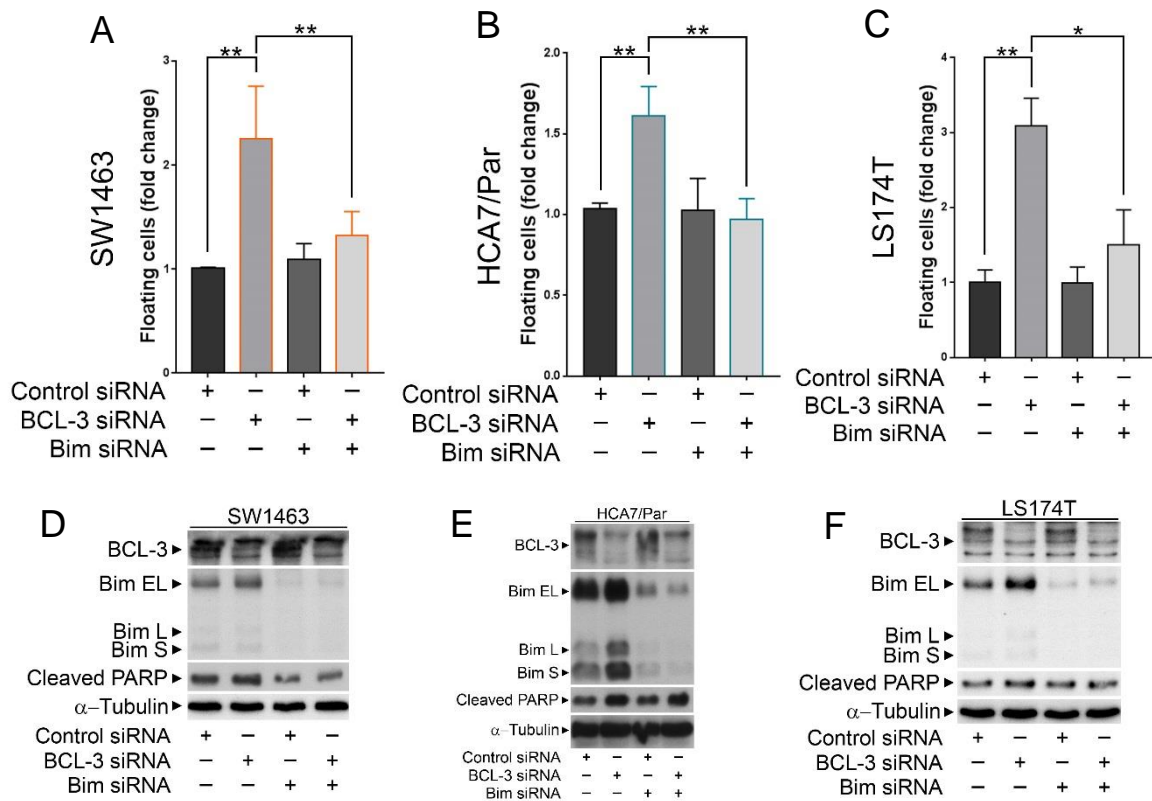 A
SW1463
Floating cells (fold change)
3
2
1
0
** **
Control siRNA + – + –
BCL-3 siRNA – + – +
Bim siRNA – – + +
B
HCA7/Par
Floating cells (fold change)
2.0
1.5
1.0
0.5
0.0
** **
Control siRNA + – + –
BCL-3 siRNA – + – +
Bim siRNA – – + +
C
LS174T
Floating cells (fold change)
4
3
2
1
0
** *
Control siRNA + – + –
BCL-3 siRNA – + – +
Bim siRNA – – + +
D
SW1463
BCL-3
Bim EL
Bim L
Bim S
Cleaved PARP
α–Tubulin
Control siRNA + – + –
BCL-3 siRNA – + – +
Bim siRNA – – + +
E
HCA7/Par
BCL-3
Bim EL
Bim L
Bim S
Cleaved PARP
α–Tubulin
Control siRNA + – + –
BCL-3 siRNA – + – +
Bim siRNA – – + +
F
LS174T
BCL-3
Bim EL
Bim L
Bim S
Cleaved PARP
α–Tubulin
Control siRNA + – + –
BCL-3 siRNA – + – +
Bim siRNA – – + +